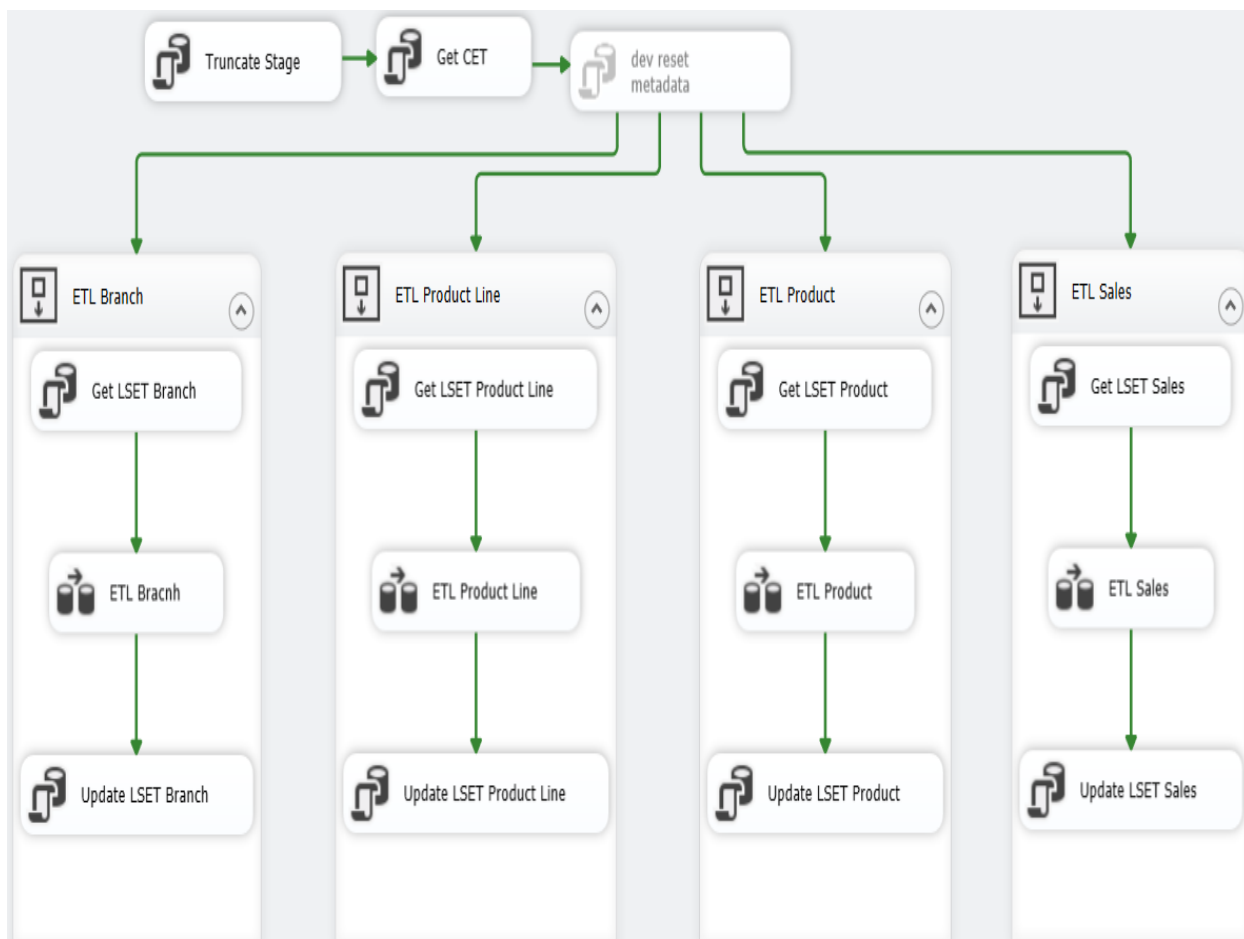 Truncate Stage
Get CET
dev reset
metadata
ETL Branch
ETL Product Line
ETL Product
ETL Sales
Get LSET Branch
Get LSET Product Line
Get LSET Product
Get LSET Sales
ETL Bracnh
ETL Product Line
ETL Product
ETL Sales
Update LSET Branch
Update LSET Product Line
Update LSET Product
Update LSET Sales